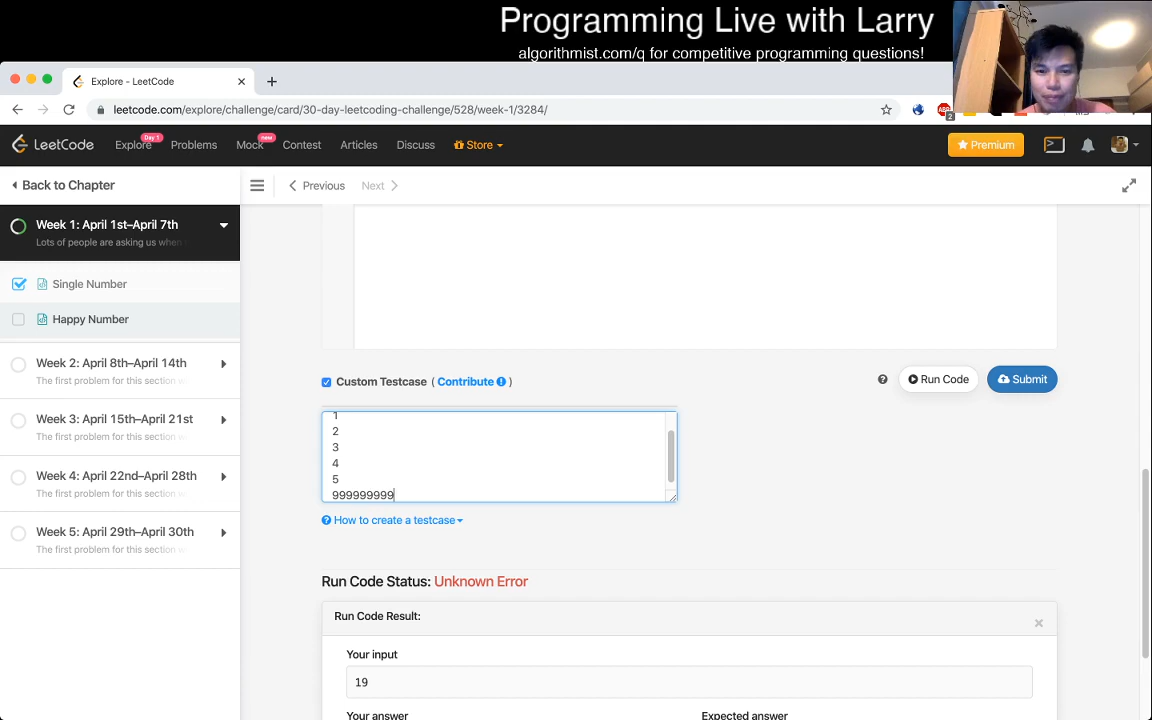 Programming Live with Larry
algorithmist.com/q for competitive programming questions!
Explore - LeetCode
leetcode.com/explore/challenge/card/30-day-leetcoding-challenge/528/week-1/3284/
ABP
2
LeetCode
Explore
Day 1
Problems
Mock
new
Contest
Articles
Discuss
Store
Premium
Back to Chapter
Previous
Next
Week 1: April 1st–April 7th
Lots of people are asking us when
Single Number
Happy Number
Week 2: April 8th–April 14th
The first problem for this section
Week 3: April 15th–April 21st
The first problem for this section
Week 4: April 22nd–April 28th
The first problem for this section
Week 5: April 29th–April 30th
The first problem for this section
Custom Testcase ( Contribute )
Run Code
Submit
1
2
3
4
5
999999999
How to create a testcase
Run Code Status: Unknown Error
Run Code Result:
Your input
19
Your answer
Expected answer